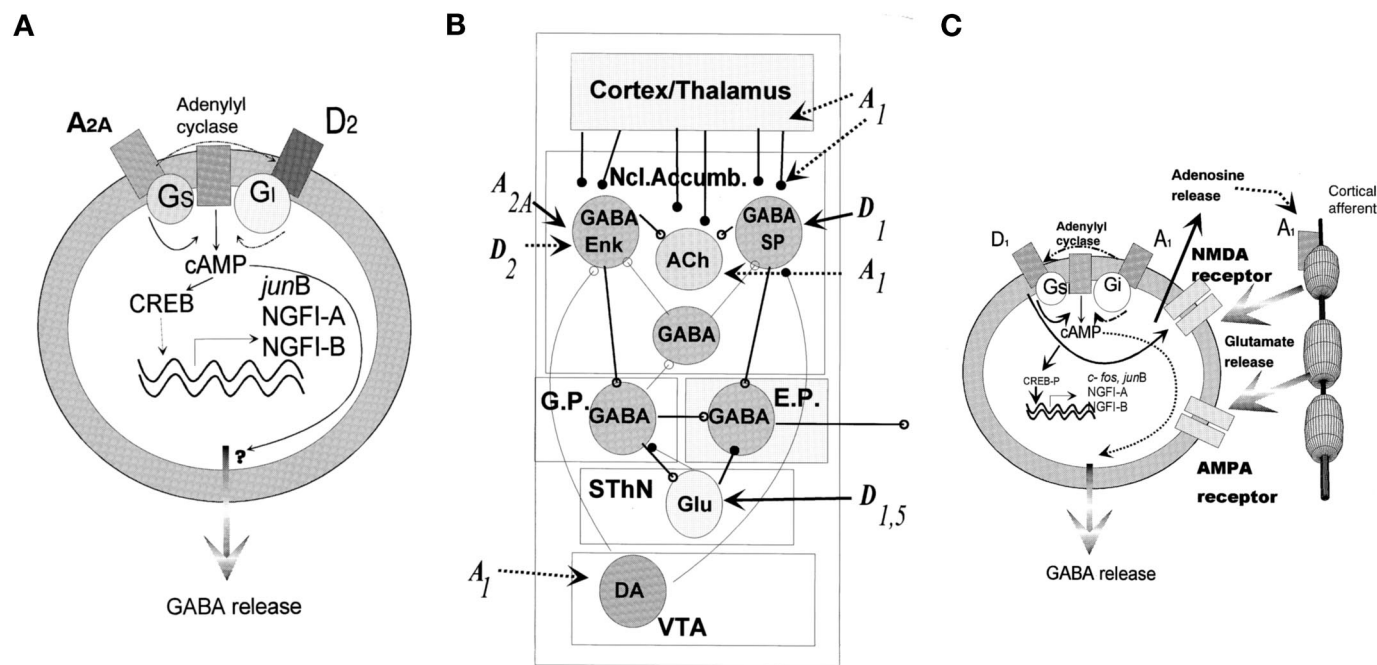 A
A2A
Adenylyl
cyclase
D2
Gs
GI
cAMP
CREB
junB
NGFI-A
NGFI-B
?
GABA release
B
Cortex/Thalamus
A1
Ncl.Accumb.
A2A
D2
GABA
Enk
GABA
SP
D1
ACh
A1
GABA
G.P.
GABA
E.P.
GABA
SThN
Glu
D1,5
A1
DA
VTA
C
Adenosine
release
Cortical
afferent
D1
Adenylyl
cyclase
A1
A1
NMDA
receptor
Gs
Gi
cAMP
Glutamate
release
CREB-P
c- fos, junB
NGFI-A
NGFI-B
AMPA
receptor
GABA release